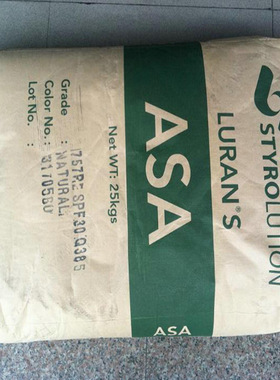 STYROLUTION
LURAN® S
ASA
Net WT: 25kgs
Grade : 757RE SPF30 Q385
Color No.: NATURAL.
Lot No. :
ASA